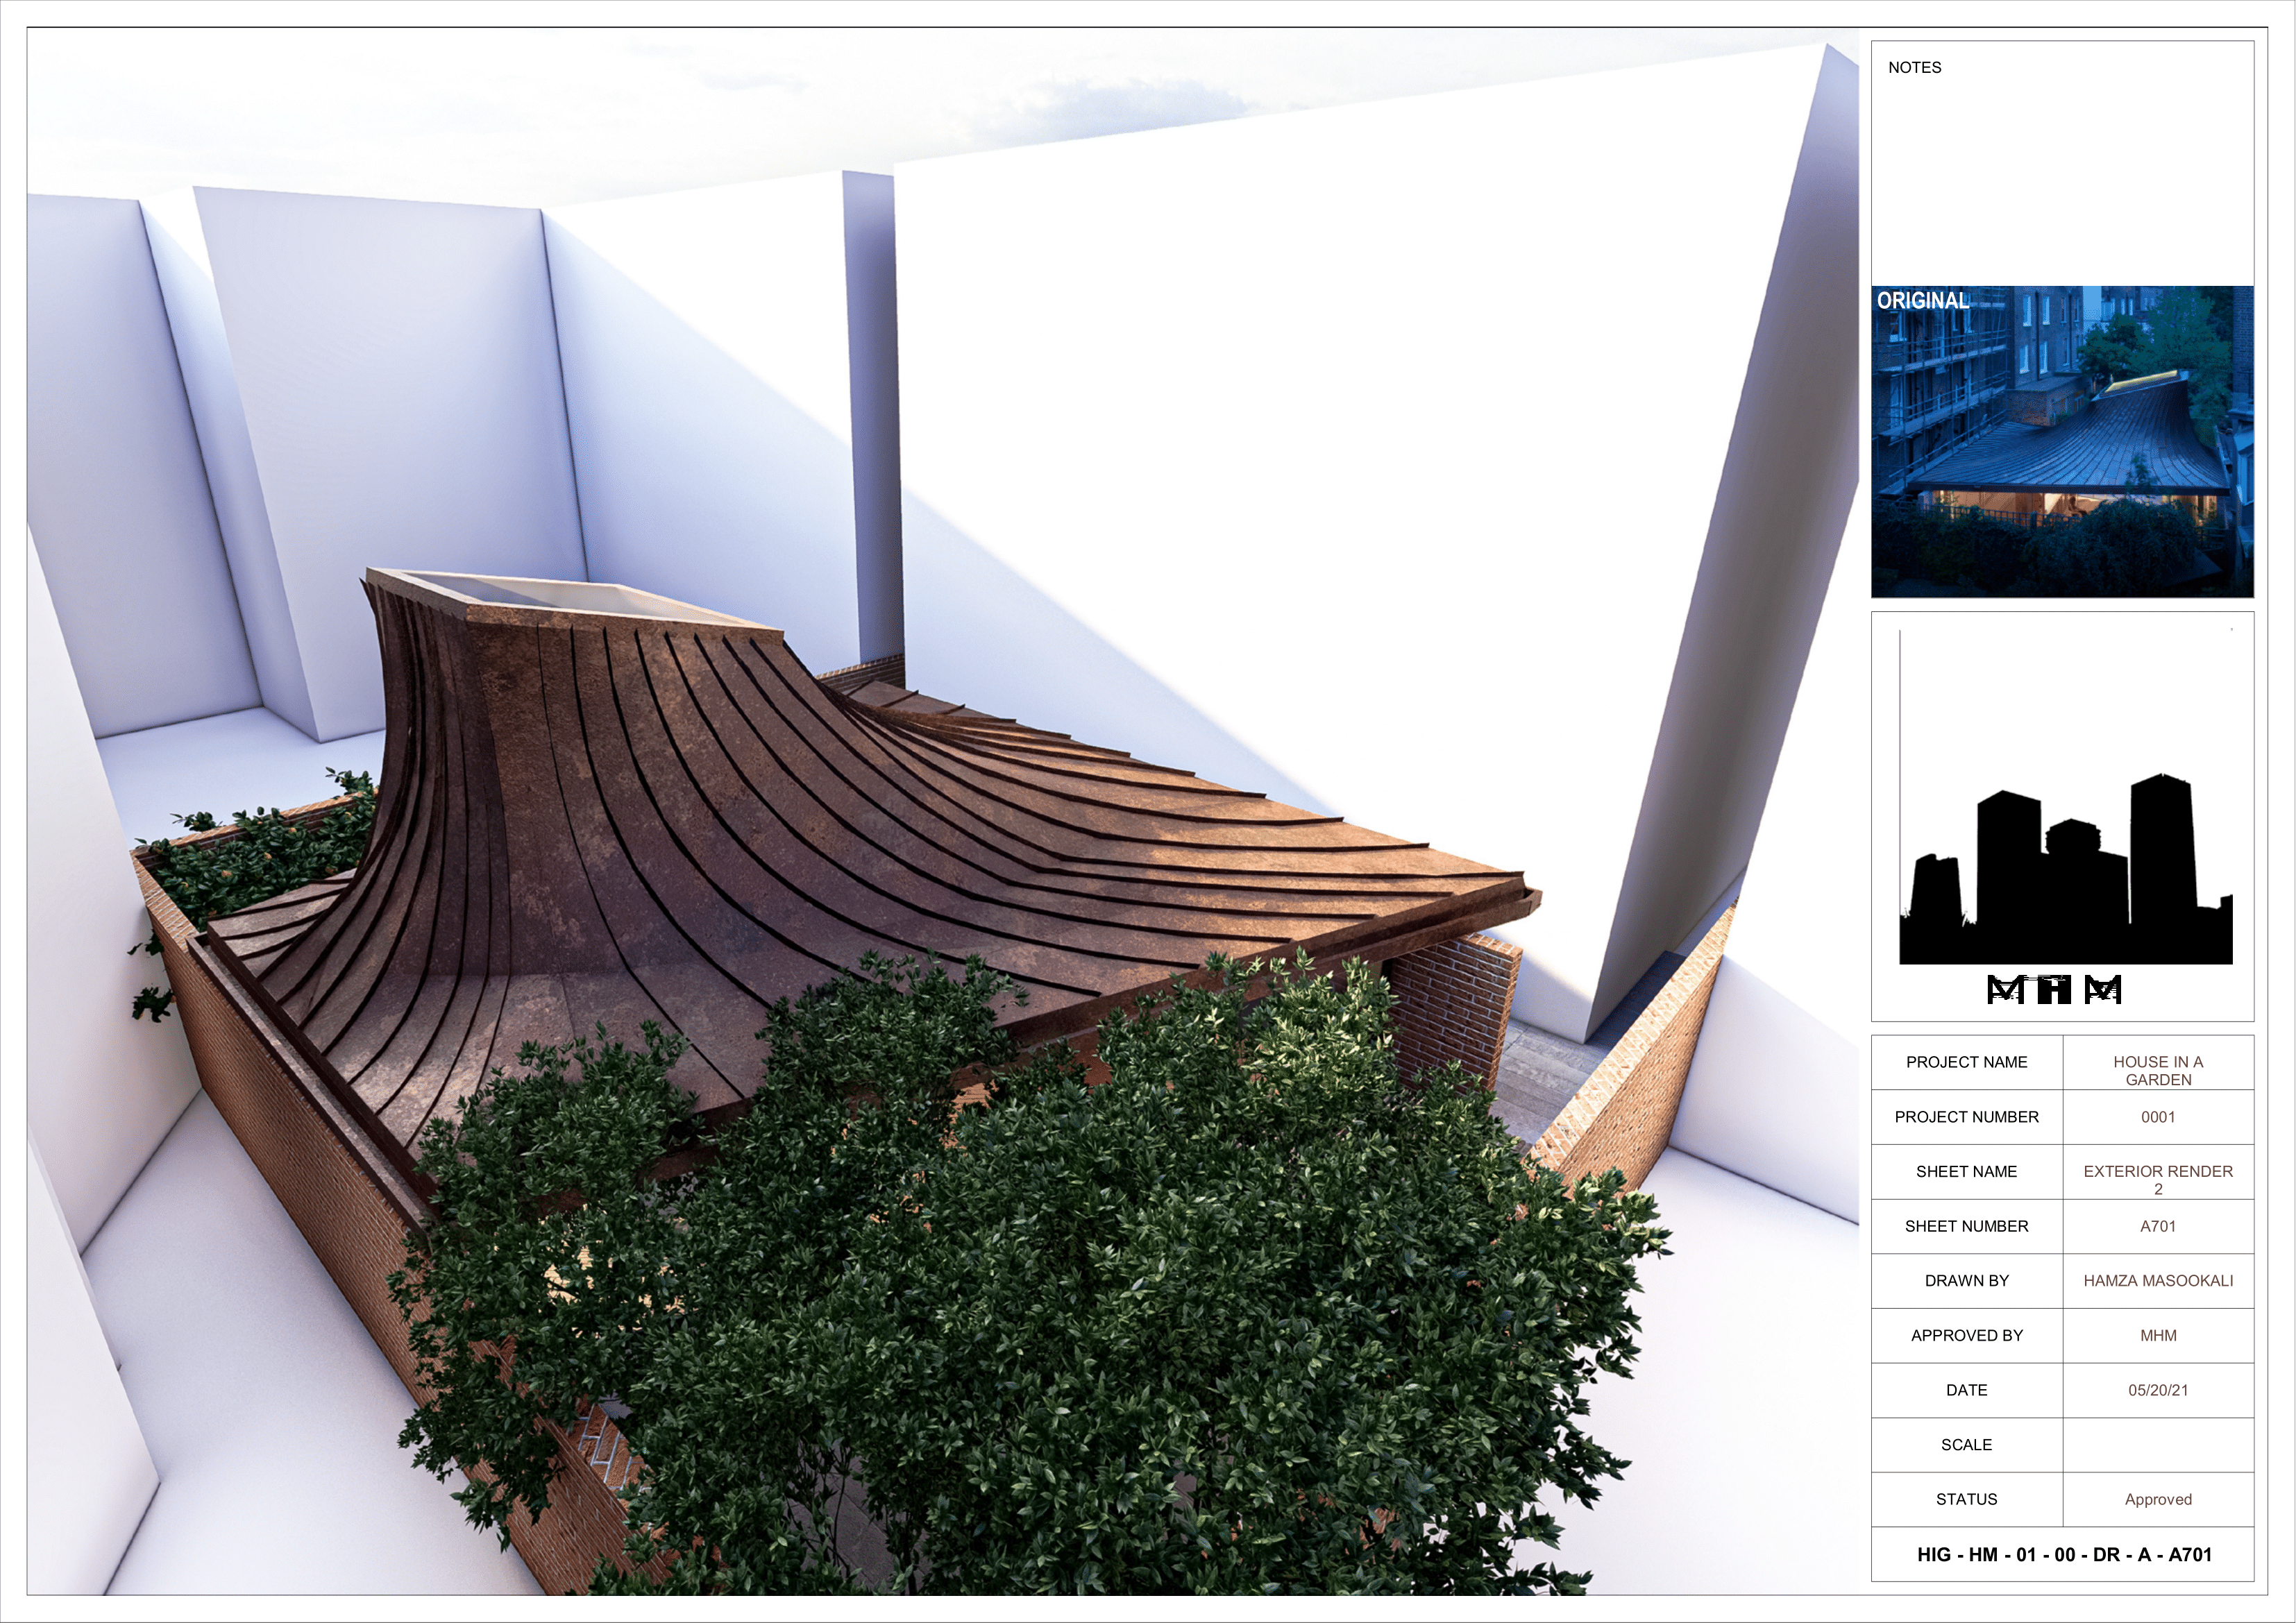 NOTES
ORIGINAL
MHM
PROJECT NAME
HOUSE IN A
GARDEN
PROJECT NUMBER
0001
SHEET NAME
EXTERIOR RENDER
2
SHEET NUMBER
A701
DRAWN BY
HAMZA MASOOKALI
APPROVED BY
MHM
DATE
05/20/21
SCALE
STATUS
Approved
HIG - HM - 01 - 00 - DR - A - A701